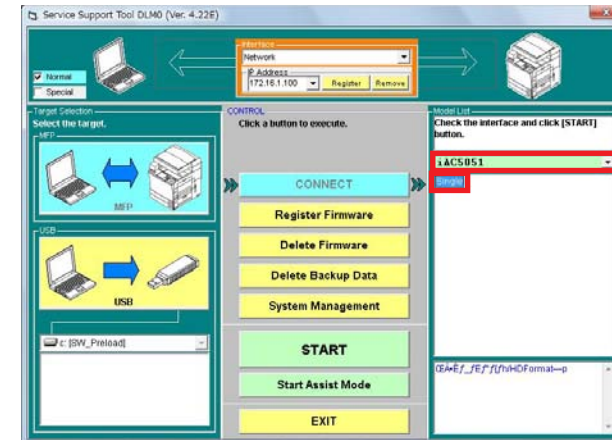 Service Support Tool DLM0 (Ver. 4.22E)
Normal
Special
Interface
Network
IP Address
172.16.1.100
Register
Remove
Target Selection
Select the target.
MFP
MFP
USB
USB
c: [SW_Preload]
CONTROL
Click a button to execute.
CONNECT
Register Firmware
Delete Firmware
Delete Backup Data
System Management
START
Start Assist Mode
EXIT
Model List
Check the interface and click [START]
button.
iAC5051
Single